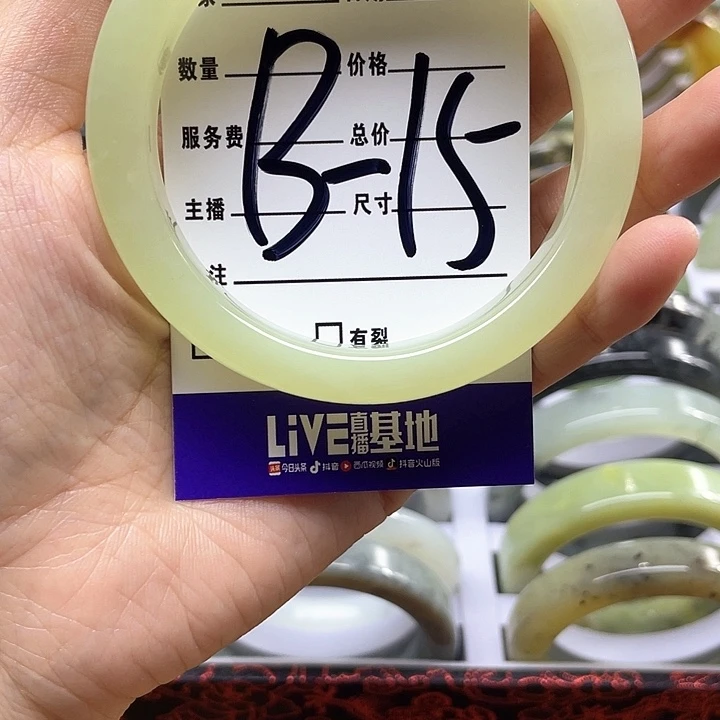 数量 价格
服务费 总价
主播 尺寸
B-15
注
有裂
LiVE直播基地
今日头条 抖音 西瓜视频 抖音火山版